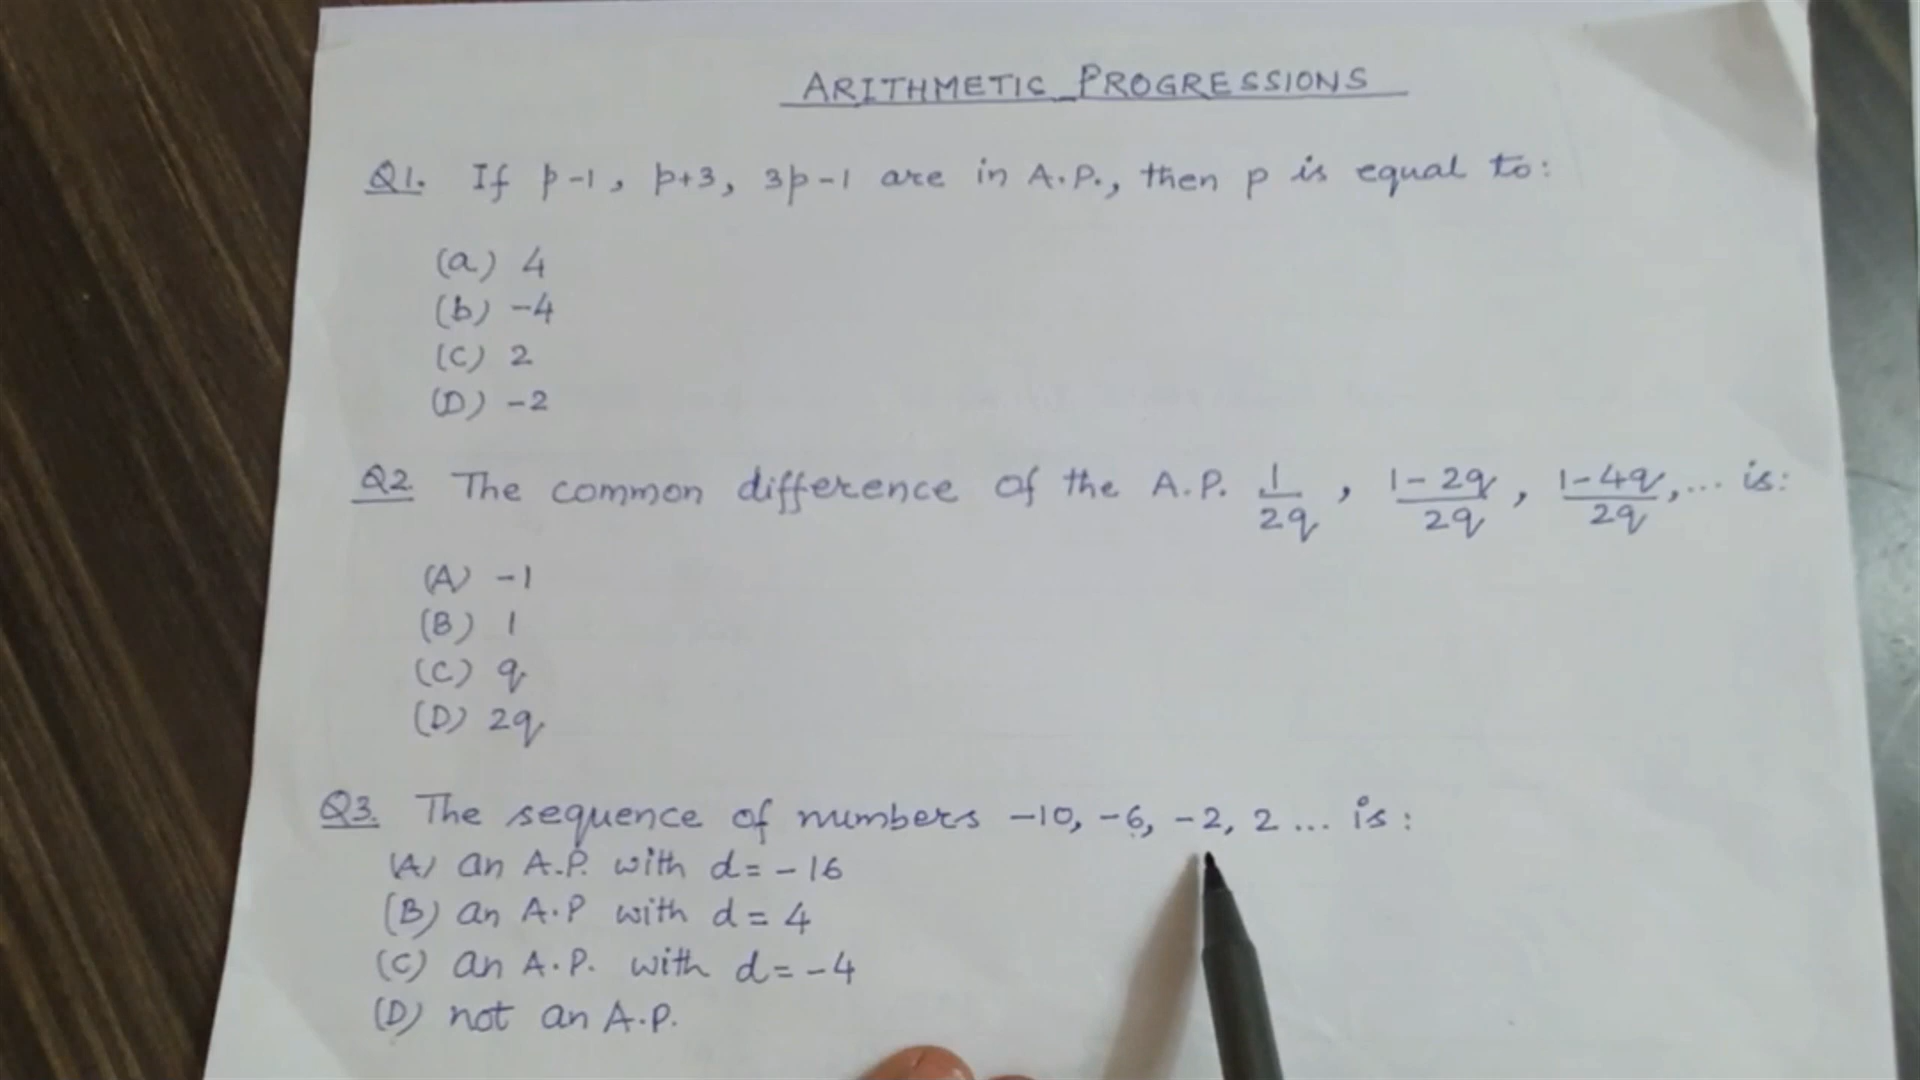 ARITHMETIC PROGRESSIONS
Q1. If p-1, p+3, 3p-1 are in A.P., then p is equal to:
(a) 4
(b) -4
(C) 2
(D) -2
Q2 The common difference of the A.P. 1/2q, 1-2q/2q, 1-4q/2q,... is:
(A) -1
(B) 1
(C) q
(D) 2q
Q3. The sequence of numbers -10, -6, -2, 2 ... is:
(A) an A.P. with d = -16
(B) an A.P with d = 4
(C) an A.P. with d = -4
(D) not an A.P.